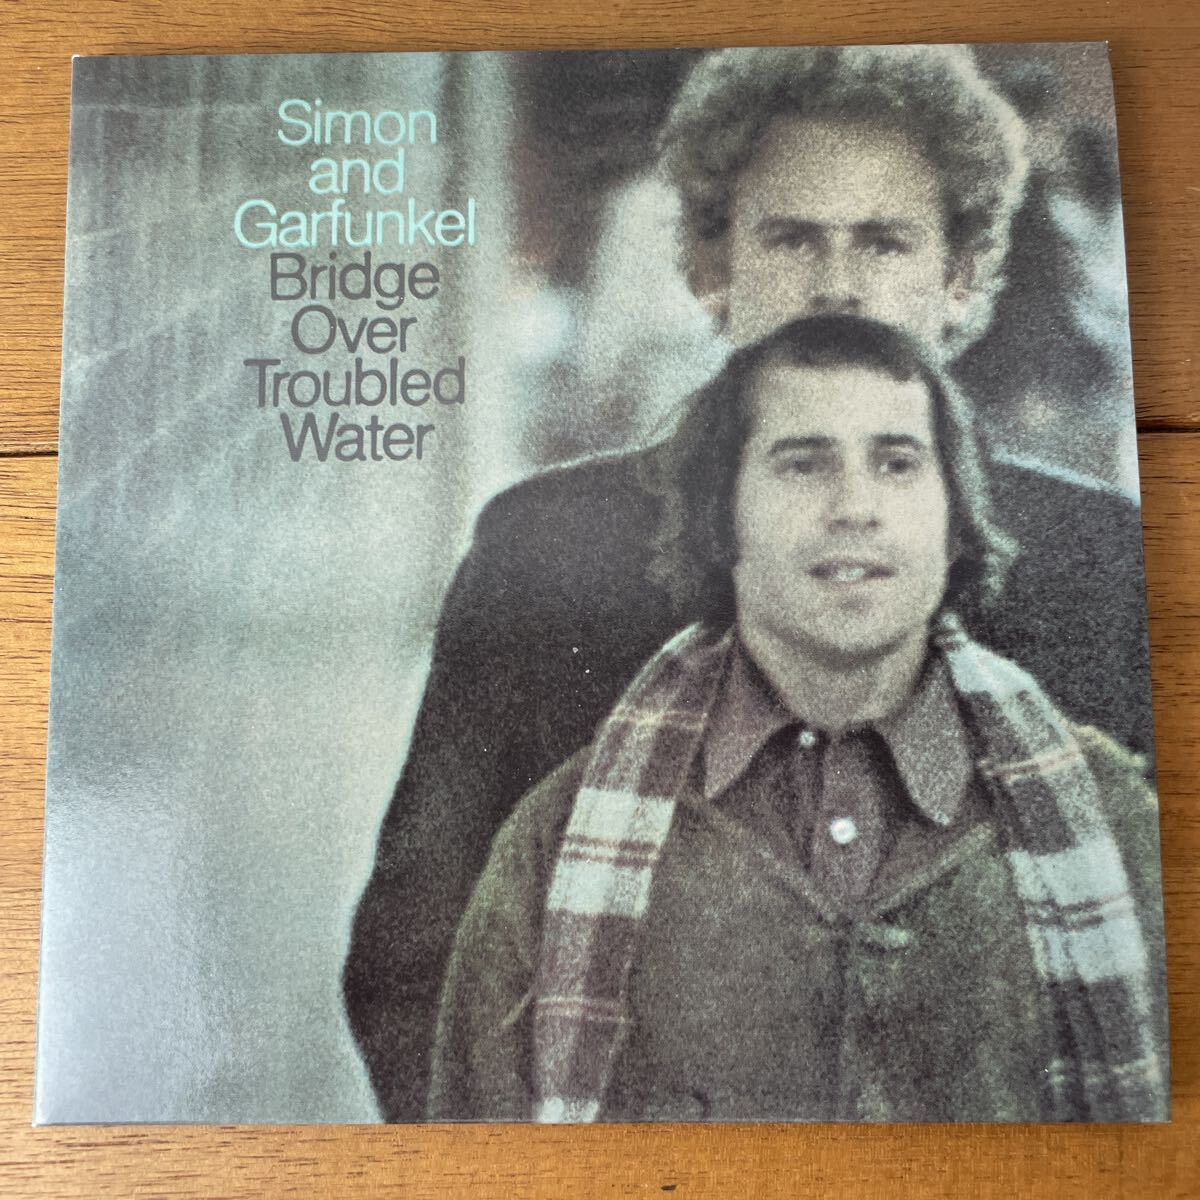 Simon
and
Garfunkel
Bridge
Over
Troubled
Water